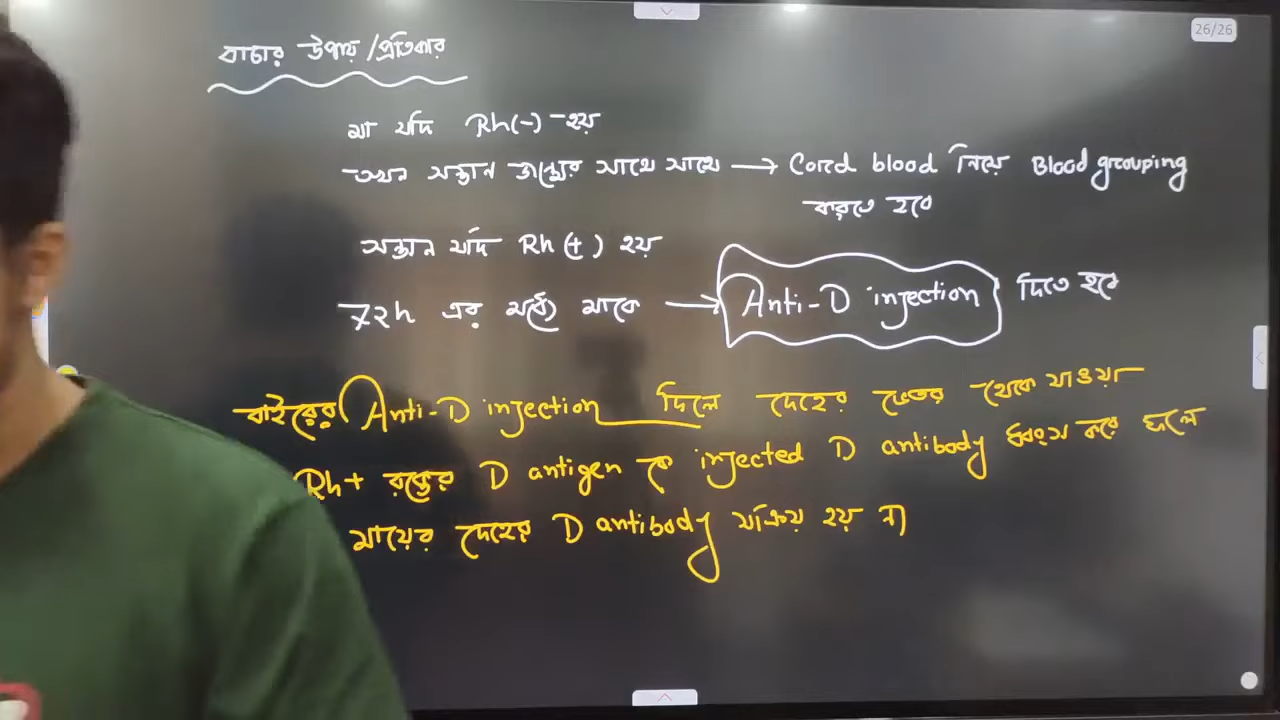 26/26
বাচার উপায়/প্রতিকার
মা যদি Rh(-) হয়
তখন সন্তান জন্মের সাথে সাথে → Cord blood নিয়ে Blood grouping
করতে হবে
সন্তান যদি Rh(+) হয়
72h এর মধ্যে মাকে → Anti-D injection দিতে হবে
বাইরের Anti-D injection দিলে দেহের ভেতর থেকে যাওয়া
Rh+ রক্তের D antigen কে injected D antibody ধ্বংস করে ফলে
মায়ের দেহের D antibody সক্রিয় হয় না